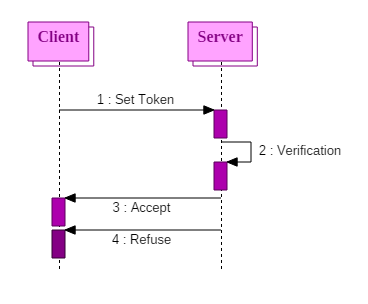 Client
Server
1 : Set Token
2 : Verification
3 : Accept
4 : Refuse